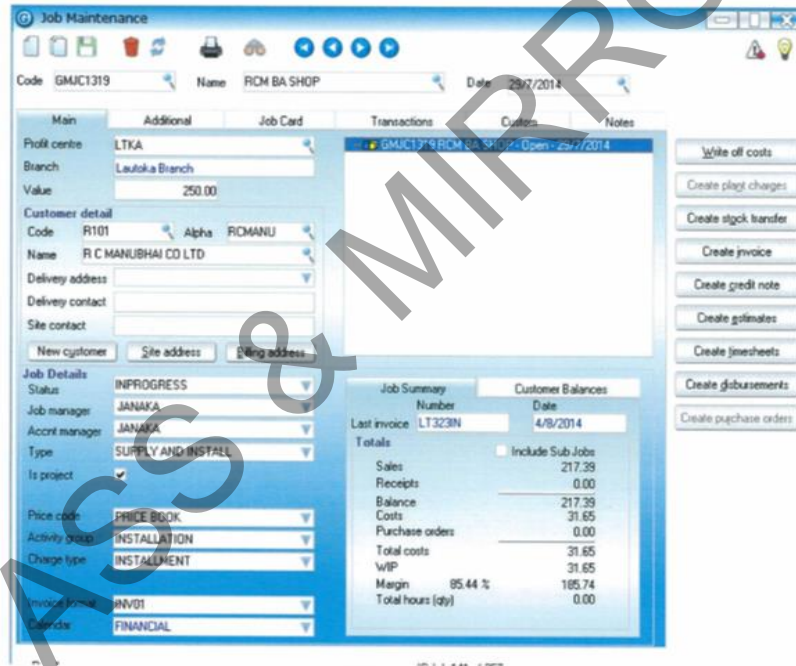 Job Maintenance
Code GMJC1319 Name RCM BA SHOP Date 29/7/2014
Main Additional Job Card Transactions Custom Notes
Profit centre LTKA
Branch Lautoka Branch
Value 250.00
Customer detail
Code R101 Alpha RCMANU
Name R C MANUBHAI CO LTD
Delivery address
Delivery contact
Site contact
New customer Site address Billing address
Job Details
Status INPROGRESS
Job manager JANAKA
Accnt manager JANAKA
Type SUPPLY AND INSTALL
Is project
Price code PRICE BOOK
Activity group INSTALLATION
Charge type INSTALLMENT
Invoice format INV01
Calendar FINANCIAL
GMJC1319 RCM BA SHOP - Open - 29/7/2014
Job Summary Customer Balances
Number Date
Last invoice LT323IN 4/8/2014
Totals
Include Sub Jobs
Sales 217.39
Receipts 0.00
Balance 217.39
Costs 31.65
Purchase orders 0.00
Total costs 31.65
WIP 31.65
Margin 85.44 % 185.74
Total hours (qty) 0.00
Write off costs
Create plant charges
Create stock transfer
Create invoice
Create credit note
Create estimates
Create timesheets
Create disbursements
Create purchase orders
ASS & MIRRO